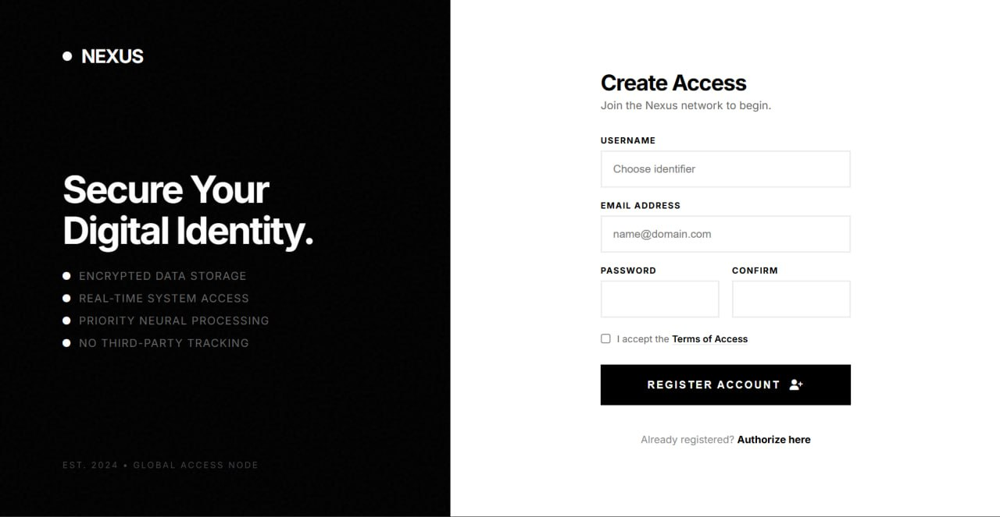 NEXUS
Secure Your
Digital Identity.
ENCRYPTED DATA STORAGE
REAL-TIME SYSTEM ACCESS
PRIORITY NEURAL PROCESSING
NO THIRD-PARTY TRACKING
EST. 2024 • GLOBAL ACCESS NODE
Create Access
Join the Nexus network to begin.
USERNAME
Choose identifier
EMAIL ADDRESS
name@domain.com
PASSWORD CONFIRM
I accept the Terms of Access
REGISTER ACCOUNT
Already registered? Authorize here